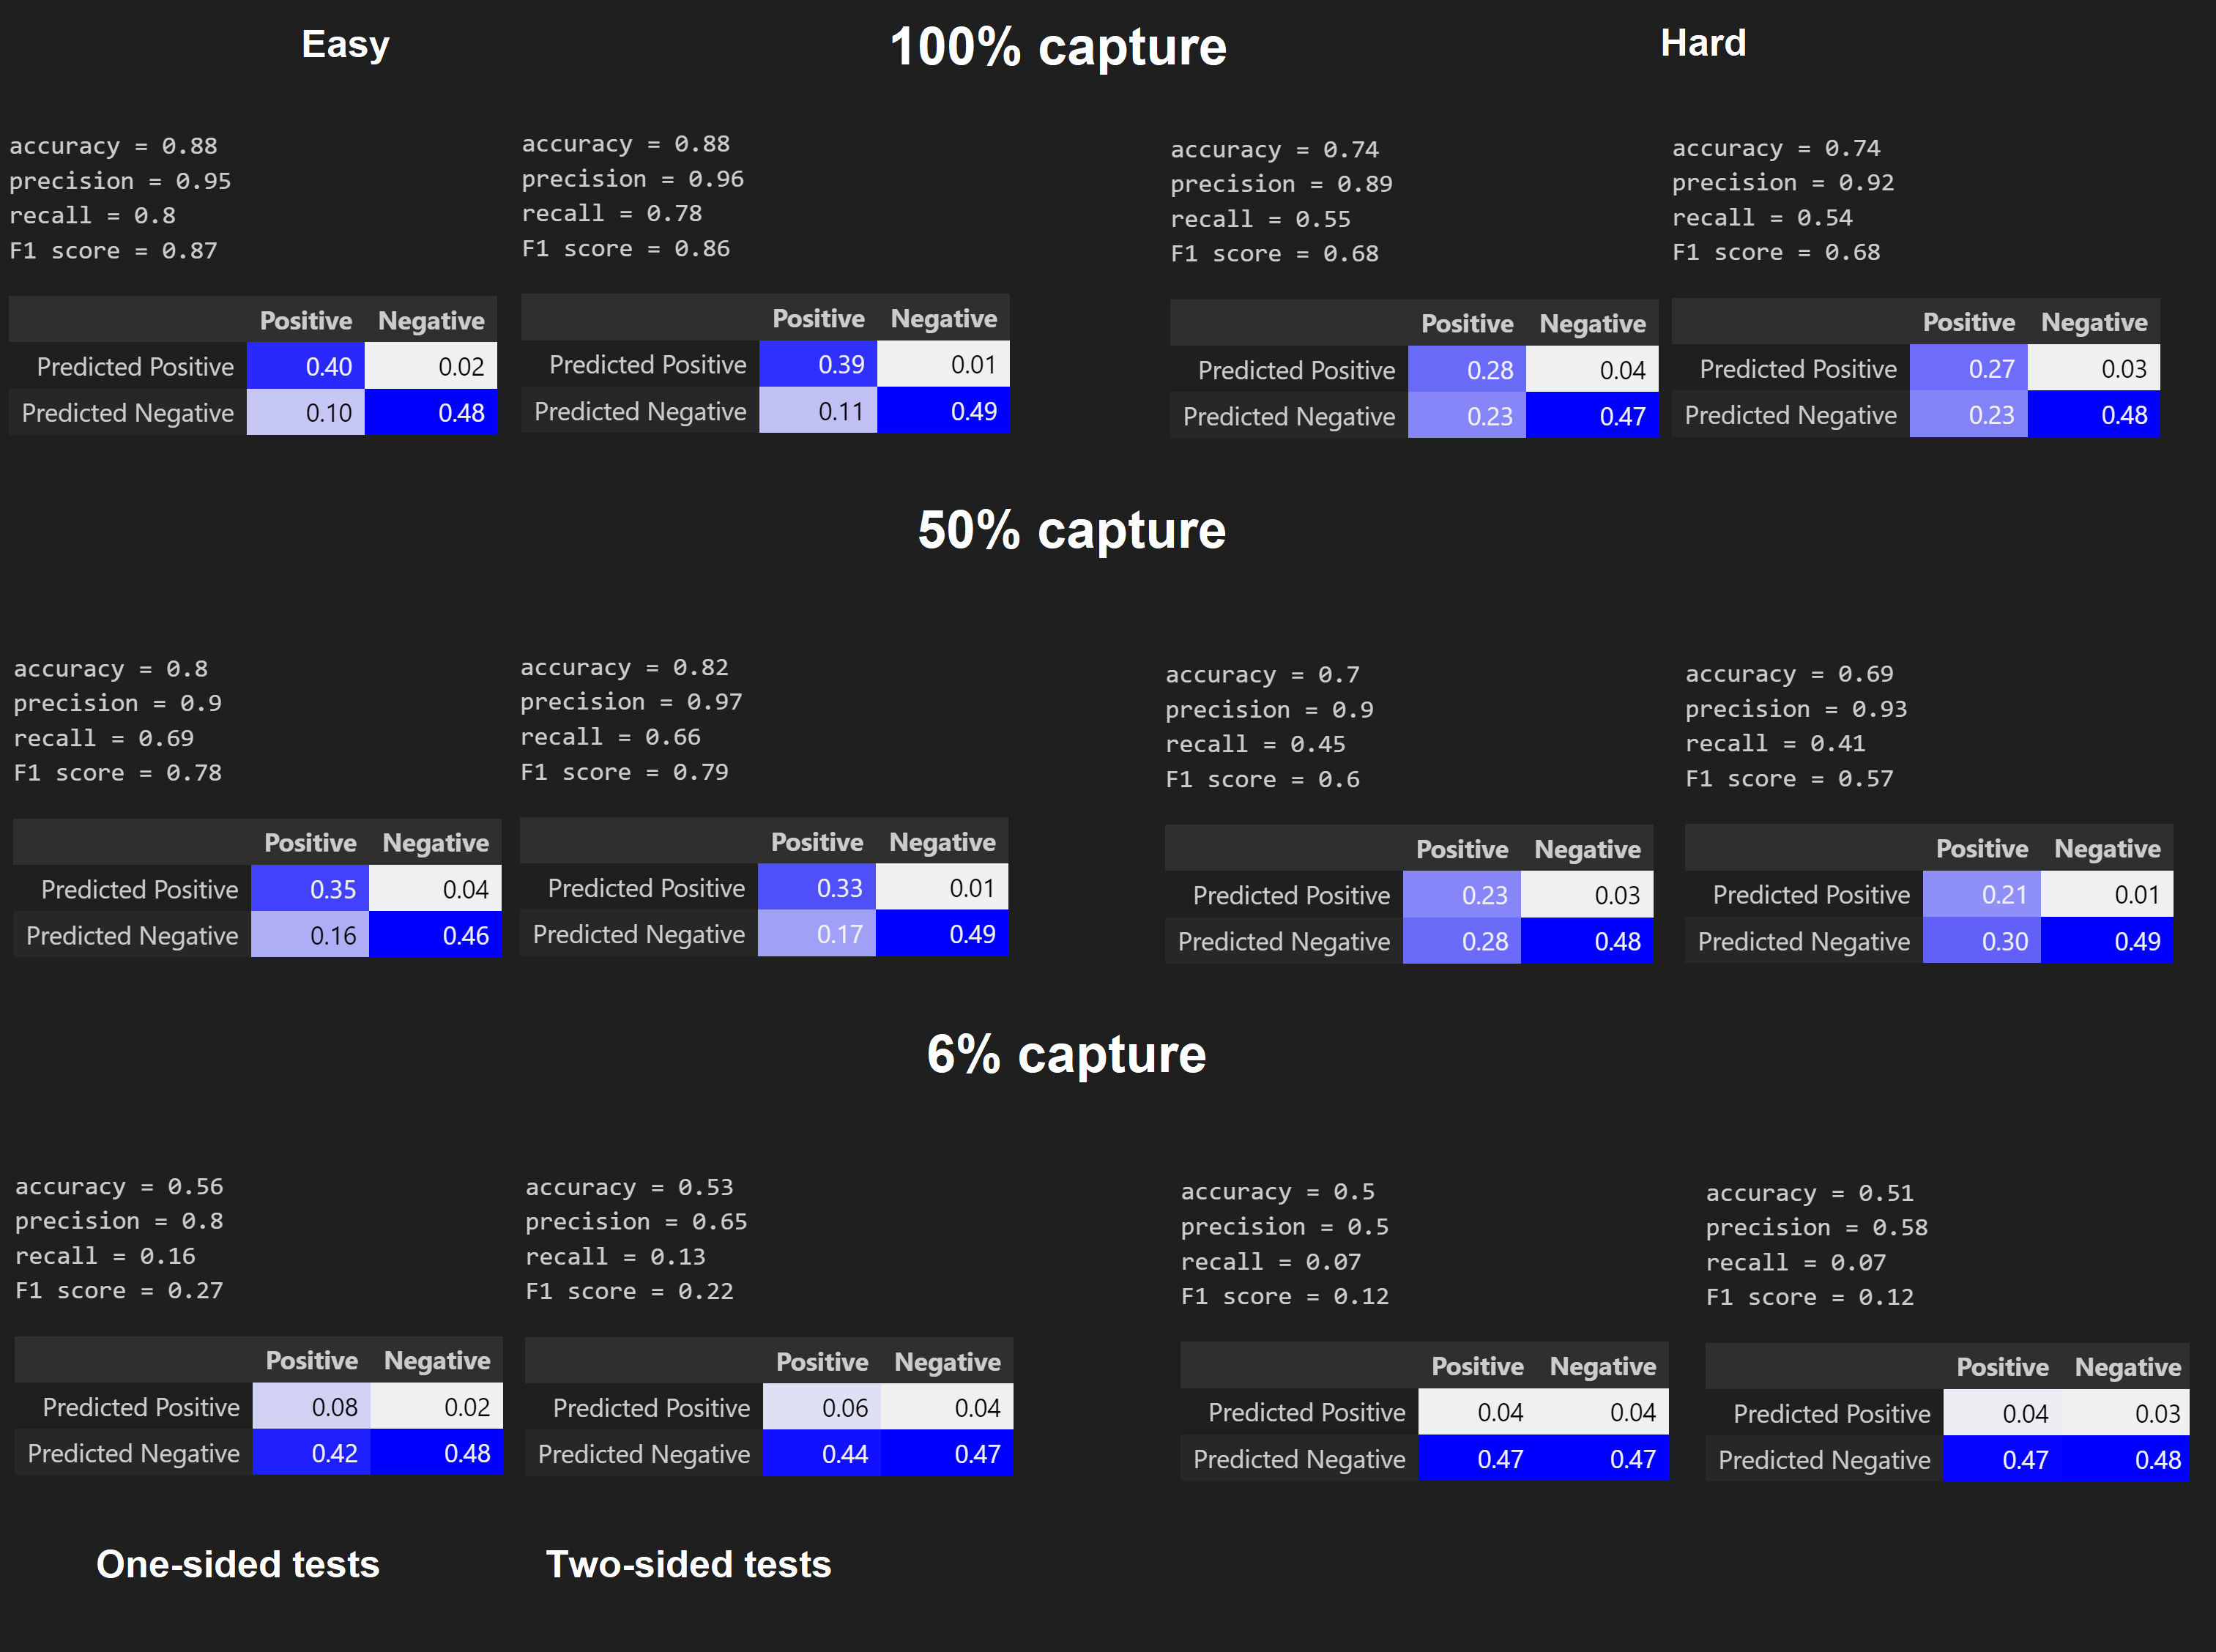 Easy
100% capture
Hard
accuracy = 0.88
precision = 0.95
recall = 0.8
F1 score = 0.87
Positive Negative
Predicted Positive 0.40 0.02
Predicted Negative 0.10 0.48
accuracy = 0.88
precision = 0.96
recall = 0.78
F1 score = 0.86
Positive Negative
Predicted Positive 0.39 0.01
Predicted Negative 0.11 0.49
accuracy = 0.74
precision = 0.89
recall = 0.55
F1 score = 0.68
Positive Negative
Predicted Positive 0.28 0.04
Predicted Negative 0.23 0.47
accuracy = 0.74
precision = 0.92
recall = 0.54
F1 score = 0.68
Positive Negative
Predicted Positive 0.27 0.03
Predicted Negative 0.23 0.48
50% capture
accuracy = 0.8
precision = 0.9
recall = 0.69
F1 score = 0.78
Positive Negative
Predicted Positive 0.35 0.04
Predicted Negative 0.16 0.46
accuracy = 0.82
precision = 0.97
recall = 0.66
F1 score = 0.79
Positive Negative
Predicted Positive 0.33 0.01
Predicted Negative 0.17 0.49
accuracy = 0.7
precision = 0.9
recall = 0.45
F1 score = 0.6
Positive Negative
Predicted Positive 0.23 0.03
Predicted Negative 0.28 0.48
accuracy = 0.69
precision = 0.93
recall = 0.41
F1 score = 0.57
Positive Negative
Predicted Positive 0.21 0.01
Predicted Negative 0.30 0.49
6% capture
accuracy = 0.56
precision = 0.8
recall = 0.16
F1 score = 0.27
Positive Negative
Predicted Positive 0.08 0.02
Predicted Negative 0.42 0.48
accuracy = 0.53
precision = 0.65
recall = 0.13
F1 score = 0.22
Positive Negative
Predicted Positive 0.06 0.04
Predicted Negative 0.44 0.47
accuracy = 0.5
precision = 0.5
recall = 0.07
F1 score = 0.12
Positive Negative
Predicted Positive 0.04 0.04
Predicted Negative 0.47 0.47
accuracy = 0.51
precision = 0.58
recall = 0.07
F1 score = 0.12
Positive Negative
Predicted Positive 0.04 0.03
Predicted Negative 0.47 0.48
One-sided tests
Two-sided tests